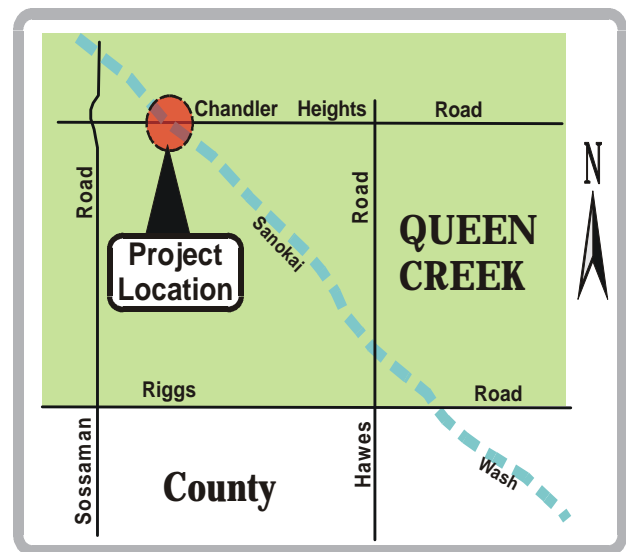 Chandler Heights Road
Road
Road
N
Sanokai
QUEEN
CREEK
Project
Location
Riggs Road
Sossaman
Hawes
County
Wash